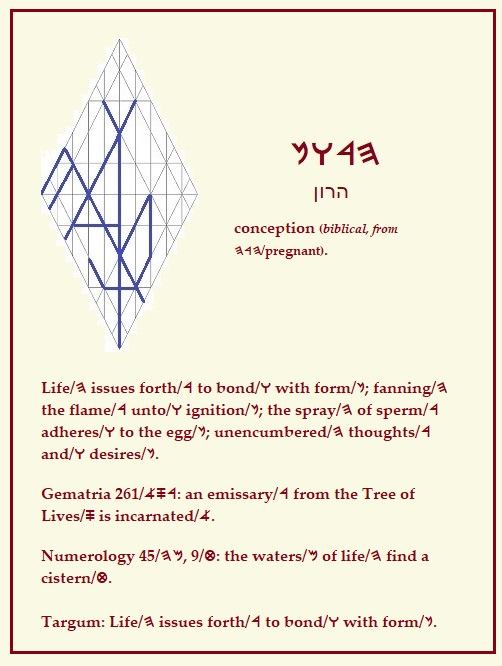 𐤄𐤓𐤅𐤍
הרון
conception (biblical, from
𐤄𐤓𐤄/pregnant).
Life/𐤄 issues forth/𐤓 to bond/𐤅 with form/𐤍; fanning/𐤄
the flame/𐤓 unto/𐤅 ignition/𐤍; the spray/𐤄 of sperm/𐤓
adheres/𐤅 to the egg/𐤍; unencumbered/𐤄 thoughts/𐤓
and/𐤅 desires/𐤍.
Gematria 261/𐤓𐤎𐤀: an emissary/𐤓 from the Tree of
Lives/𐤎 is incarnated/𐤀.
Numerology 45/𐤌𐤄, 9/𐤈: the waters/𐤌 of life/𐤄 find a
cistern/𐤈.
Targum: Life/𐤄 issues forth/𐤓 to bond/𐤅 with form/𐤍.